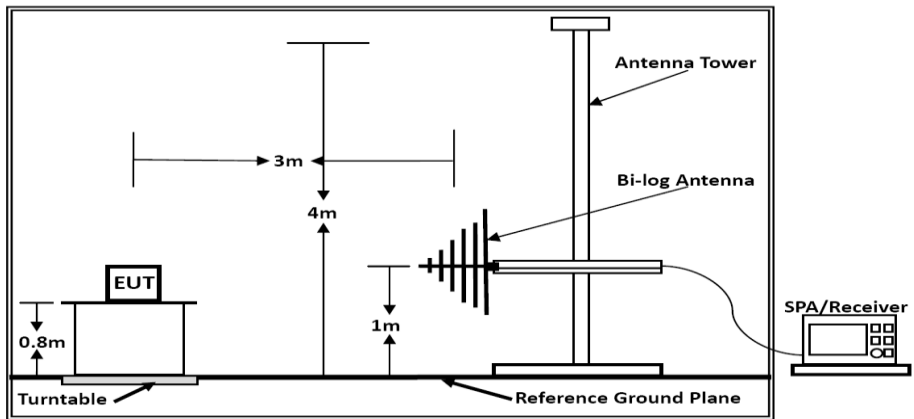 Antenna Tower
3m
Bi-log Antenna
4m
EUT
SPA/Receiver
1m
0.8m
Turntable
Reference Ground Plane